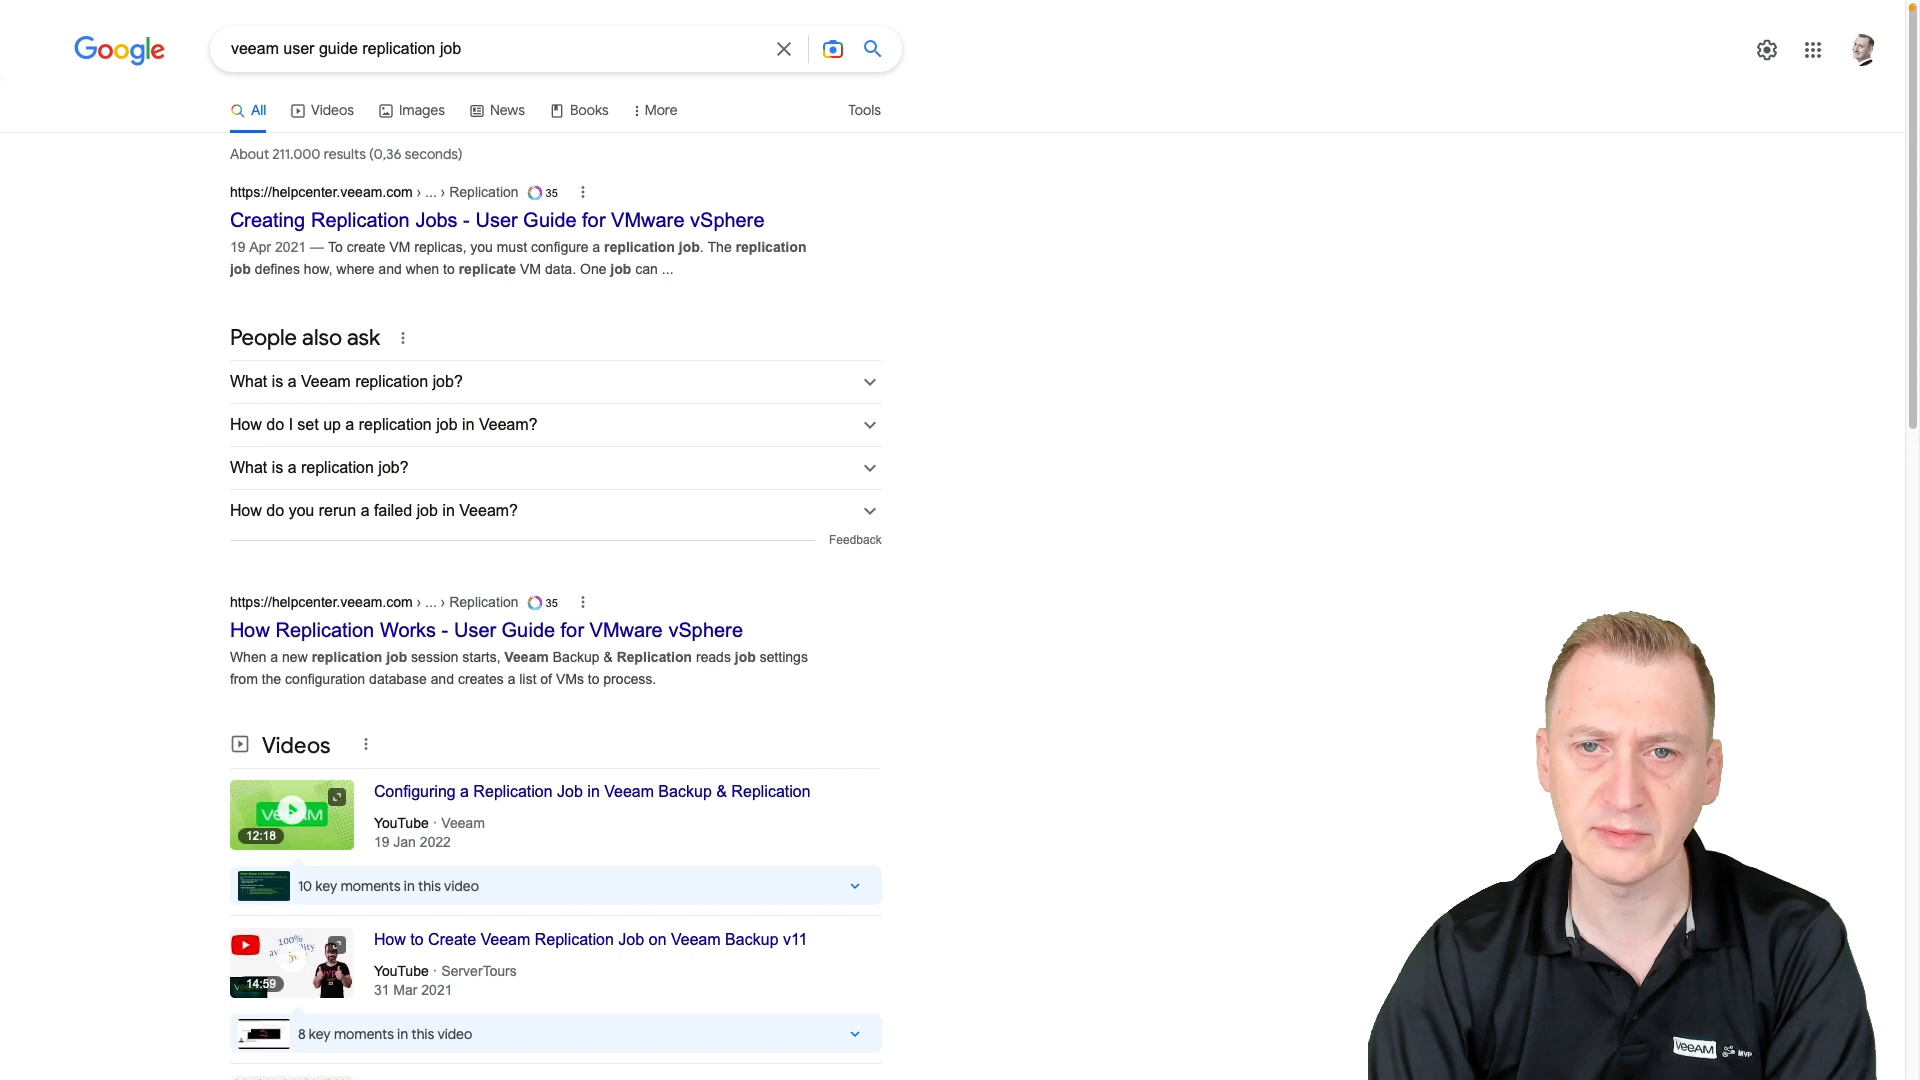 Google
veeam user guide replication job
All
Videos
Images
News
Books
More
Tools
About 211.000 results (0,36 seconds)
https://helpcenter.veeam.com › ... › Replication 35
Creating Replication Jobs - User Guide for VMware vSphere
19 Apr 2021 — To create VM replicas, you must configure a replication job. The replication
job defines how, where and when to replicate VM data. One job can ...
People also ask
What is a Veeam replication job?
How do I set up a replication job in Veeam?
What is a replication job?
How do you rerun a failed job in Veeam?
Feedback
https://helpcenter.veeam.com › ... › Replication 35
How Replication Works - User Guide for VMware vSphere
When a new replication job session starts, Veeam Backup & Replication reads job settings
from the configuration database and creates a list of VMs to process.
Videos
12:18
Configuring a Replication Job in Veeam Backup & Replication
YouTube · Veeam
19 Jan 2022
10 key moments in this video
100%
14:59
How to Create Veeam Replication Job on Veeam Backup v11
YouTube · ServerTours
31 Mar 2021
8 key moments in this video
veeAM MVP